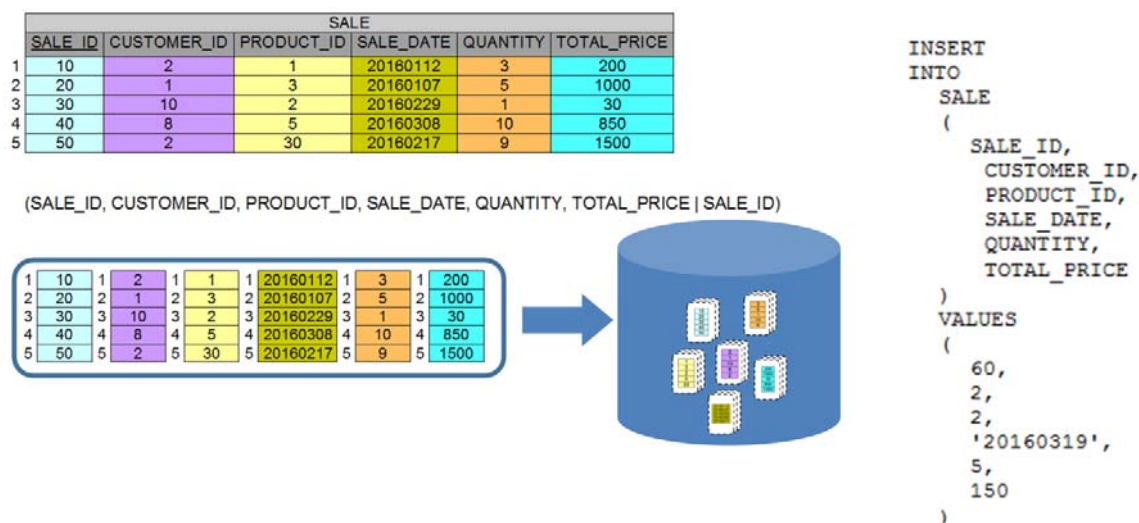 SALE
SALE_ID CUSTOMER_ID PRODUCT_ID SALE_DATE QUANTITY TOTAL_PRICE
1 10 2 1 20160112 3 200
2 20 1 3 20160107 5 1000
3 30 10 2 20160229 1 30
4 40 8 5 20160308 10 850
5 50 2 30 20160217 9 1500
(SALE_ID, CUSTOMER_ID, PRODUCT_ID, SALE_DATE, QUANTITY, TOTAL_PRICE | SALE_ID)
1 10 1 2 1 1 1 20160112 1 3 1 200
2 20 2 1 2 3 2 20160107 2 5 2 1000
3 30 3 10 3 2 3 20160229 3 1 3 30
4 40 4 8 4 5 4 20160308 4 10 4 850
5 50 5 2 5 30 5 20160217 5 9 5 1500
INSERT
INTO
SALE
(
SALE_ID,
CUSTOMER_ID,
PRODUCT_ID,
SALE_DATE,
QUANTITY,
TOTAL_PRICE
)
VALUES
(
60,
2,
2,
'20160319',
5,
150
)